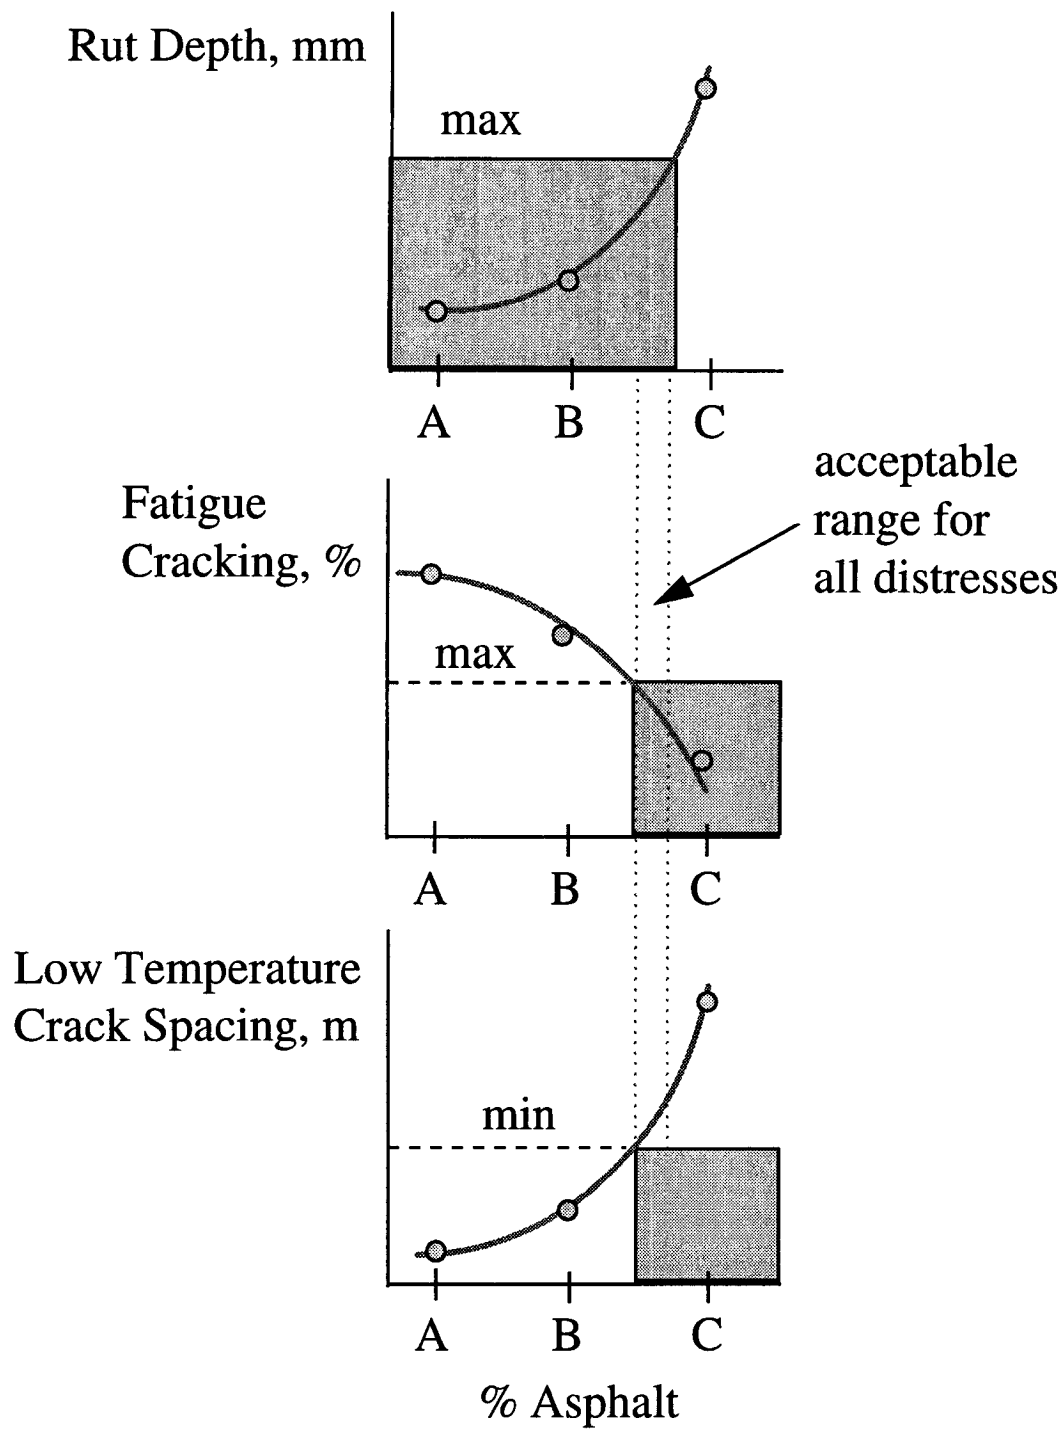 Rut Depth, mm
max
A B C
acceptable
range for
all distresses
Fatigue
Cracking, %
max
A B C
Low Temperature
Crack Spacing, m
min
A B C
% Asphalt